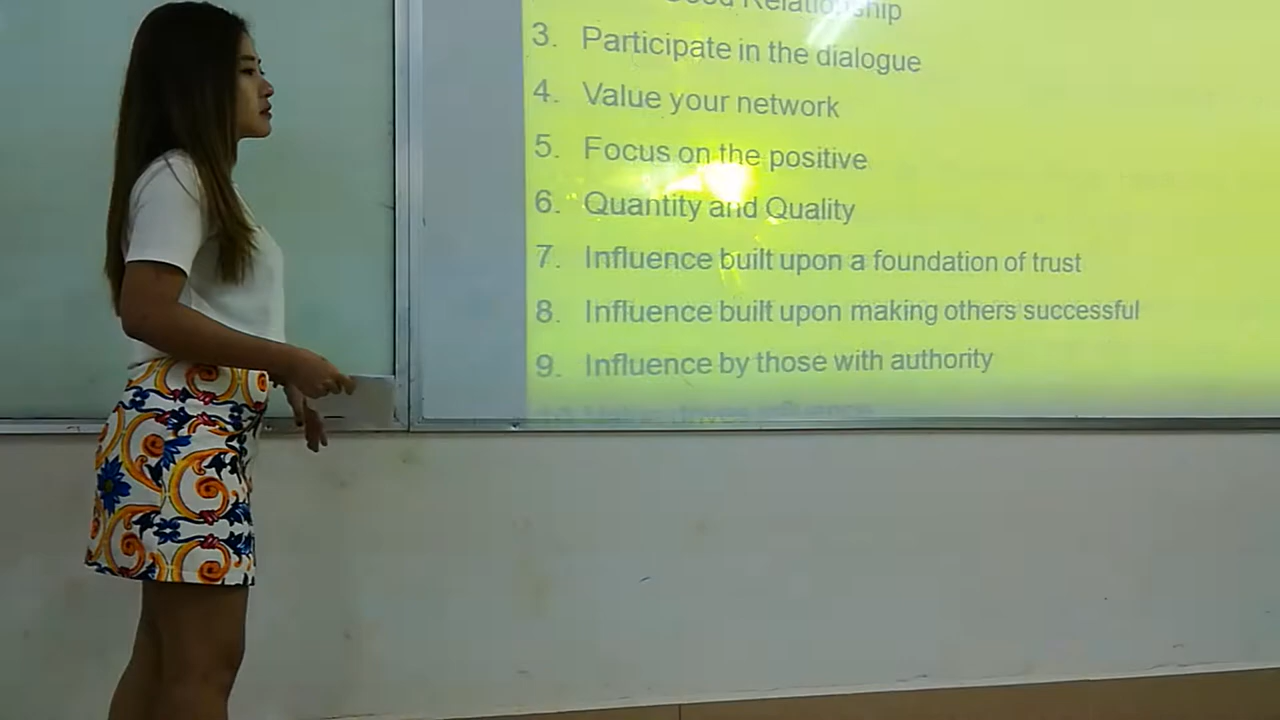 Good Relationship
3. Participate in the dialogue
4. Value your network
5. Focus on the positive
6. Quantity and Quality
7. Influence built upon a foundation of trust
8. Influence built upon making others successful
9. Influence by those with authority